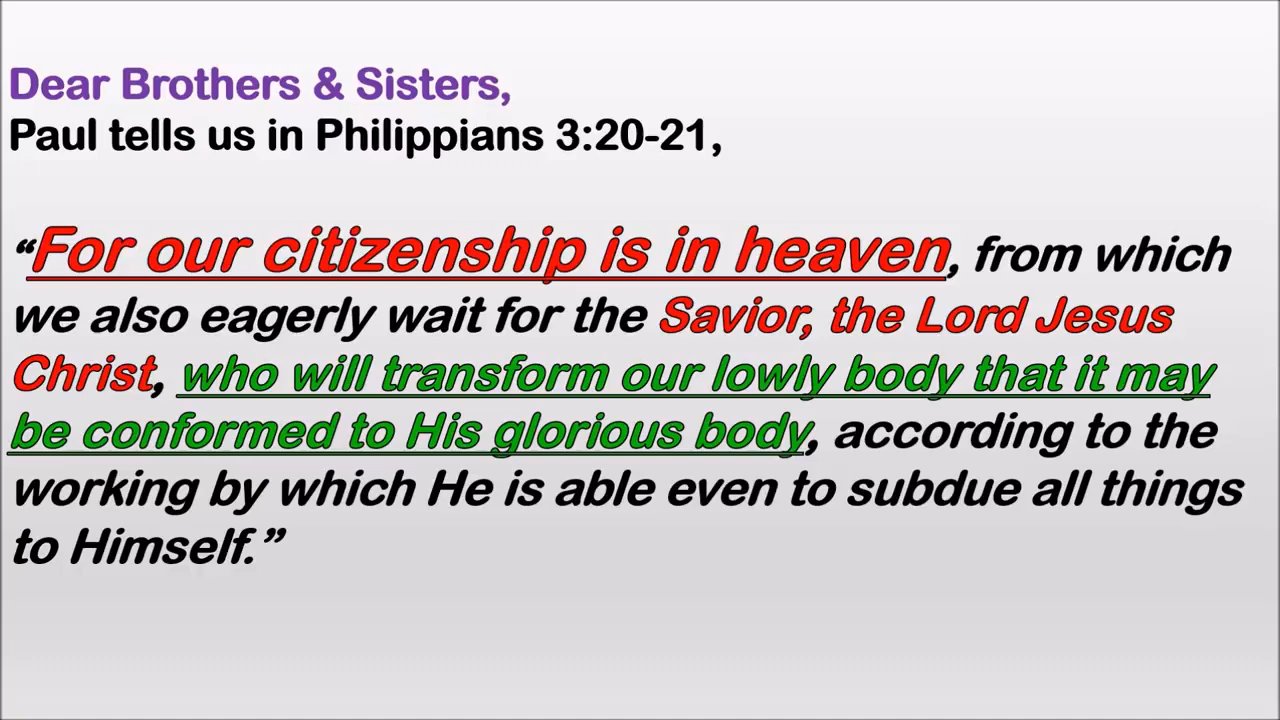 Dear Brothers & Sisters,
Paul tells us in Philippians 3:20-21,
“For our citizenship is in heaven, from which
we also eagerly wait for the Savior, the Lord Jesus
Christ, who will transform our lowly body that it may
be conformed to His glorious body, according to the
working by which He is able even to subdue all things
to Himself.”